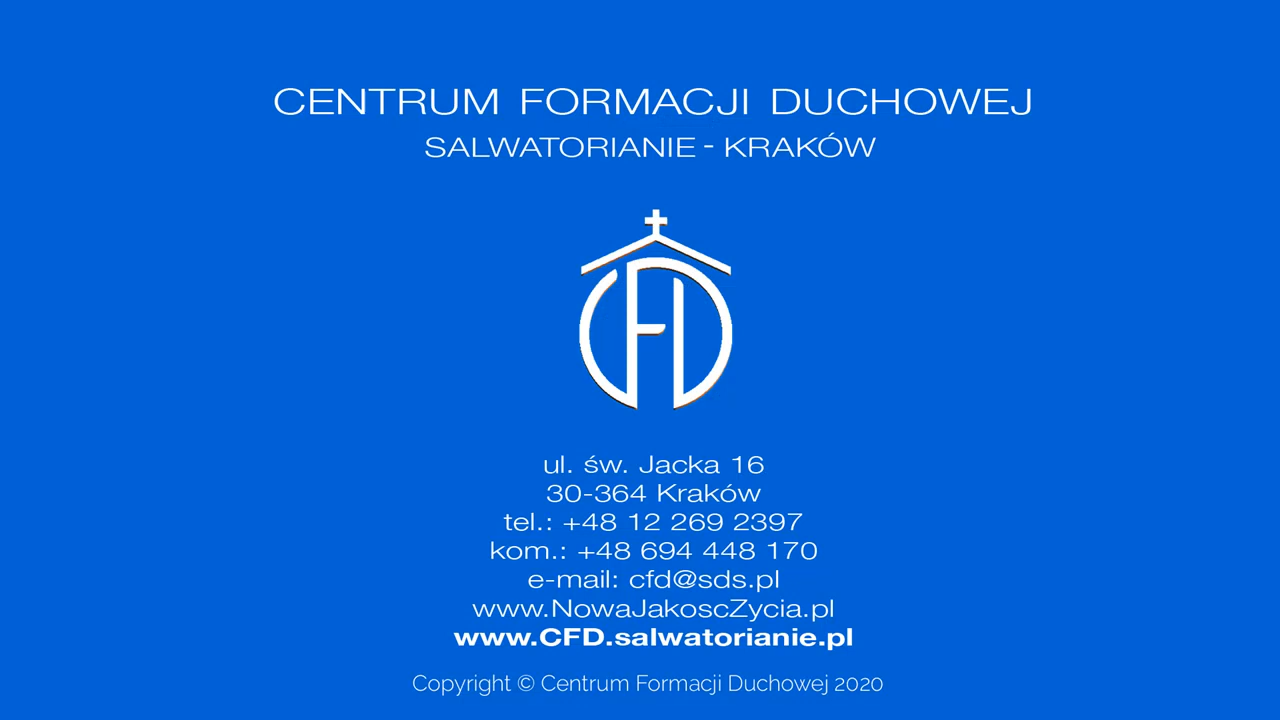 CENTRUM FORMACJI DUCHOWEJ
SALWATORIANIE - KRAKÓW
CFD
ul. św. Jacka 16
30-364 Kraków
tel.: +48 12 269 2397
kom.: +48 694 448 170
e-mail: cfd@sds.pl
www.NowaJakoscZycia.pl
www.CFD.salwatorianie.pl
Copyright © Centrum Formacji Duchowej 2020